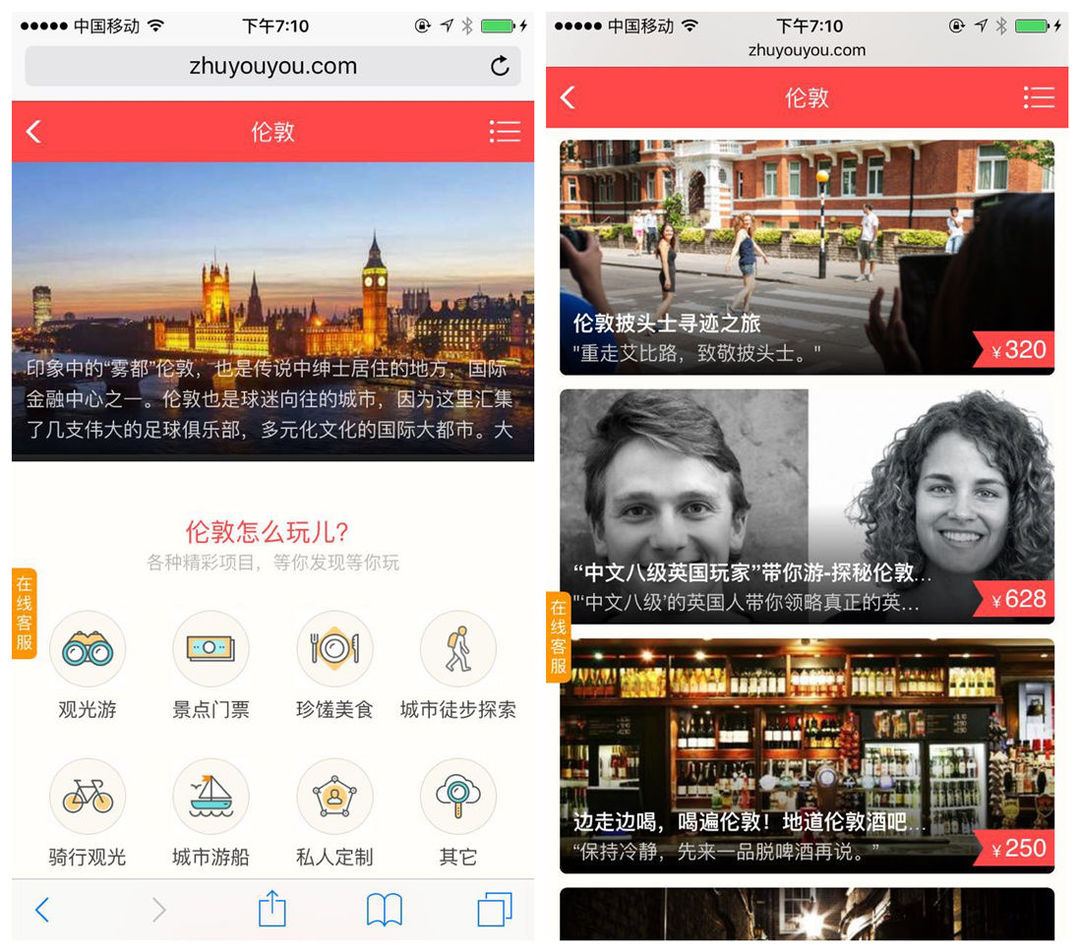 中国移动
下午7:10
zhuyouyou.com
伦敦
印象中的“雾都”伦敦，也是传说中绅士居住的地方，国际
金融中心之一。伦敦也是球迷向往的城市，因为这里汇集
了几支伟大的足球俱乐部，多元化文化的国际大都市。大
伦敦怎么玩儿?
各种精彩项目，等你发现等你玩
在线客服
观光游
景点门票
珍馐美食
城市徒步探索
骑行观光
城市游船
私人定制
其它
中国移动
下午7:10
zhuyouyou.com
伦敦
伦敦披头士寻迹之旅
"重走艾比路，致敬披头士。"
¥320
“中文八级英国玩家”带你游-探秘伦敦...
"‘中文八级’的英国人带你领略真正的英...
¥628
在线客服
边走边喝，喝遍伦敦！地道伦敦酒吧...
“保持冷静，先来一品脱啤酒再说。”
¥250